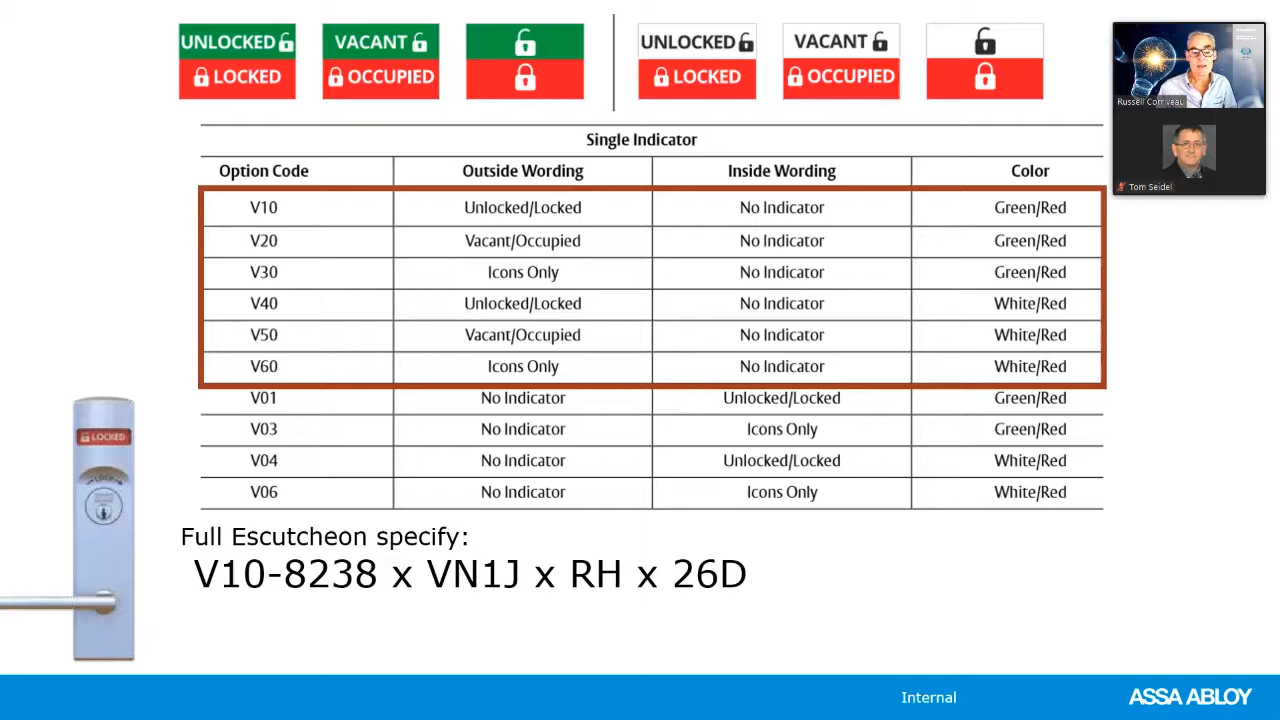 UNLOCKED VACANT UNLOCKED VACANT
LOCKED OCCUPIED LOCKED OCCUPIED
Russell Corriveau
Tom Seidel
Single Indicator
Option Code Outside Wording Inside Wording Color
V10 Unlocked/Locked No Indicator Green/Red
V20 Vacant/Occupied No Indicator Green/Red
V30 Icons Only No Indicator Green/Red
V40 Unlocked/Locked No Indicator White/Red
V50 Vacant/Occupied No Indicator White/Red
V60 Icons Only No Indicator White/Red
V01 No Indicator Unlocked/Locked Green/Red
V03 No Indicator Icons Only Green/Red
V04 No Indicator Unlocked/Locked White/Red
V06 No Indicator Icons Only White/Red
LOCKED
LOCK
Full Escutcheon specify:
V10-8238 x VN1J x RH x 26D
Internal
ASSA ABLOY